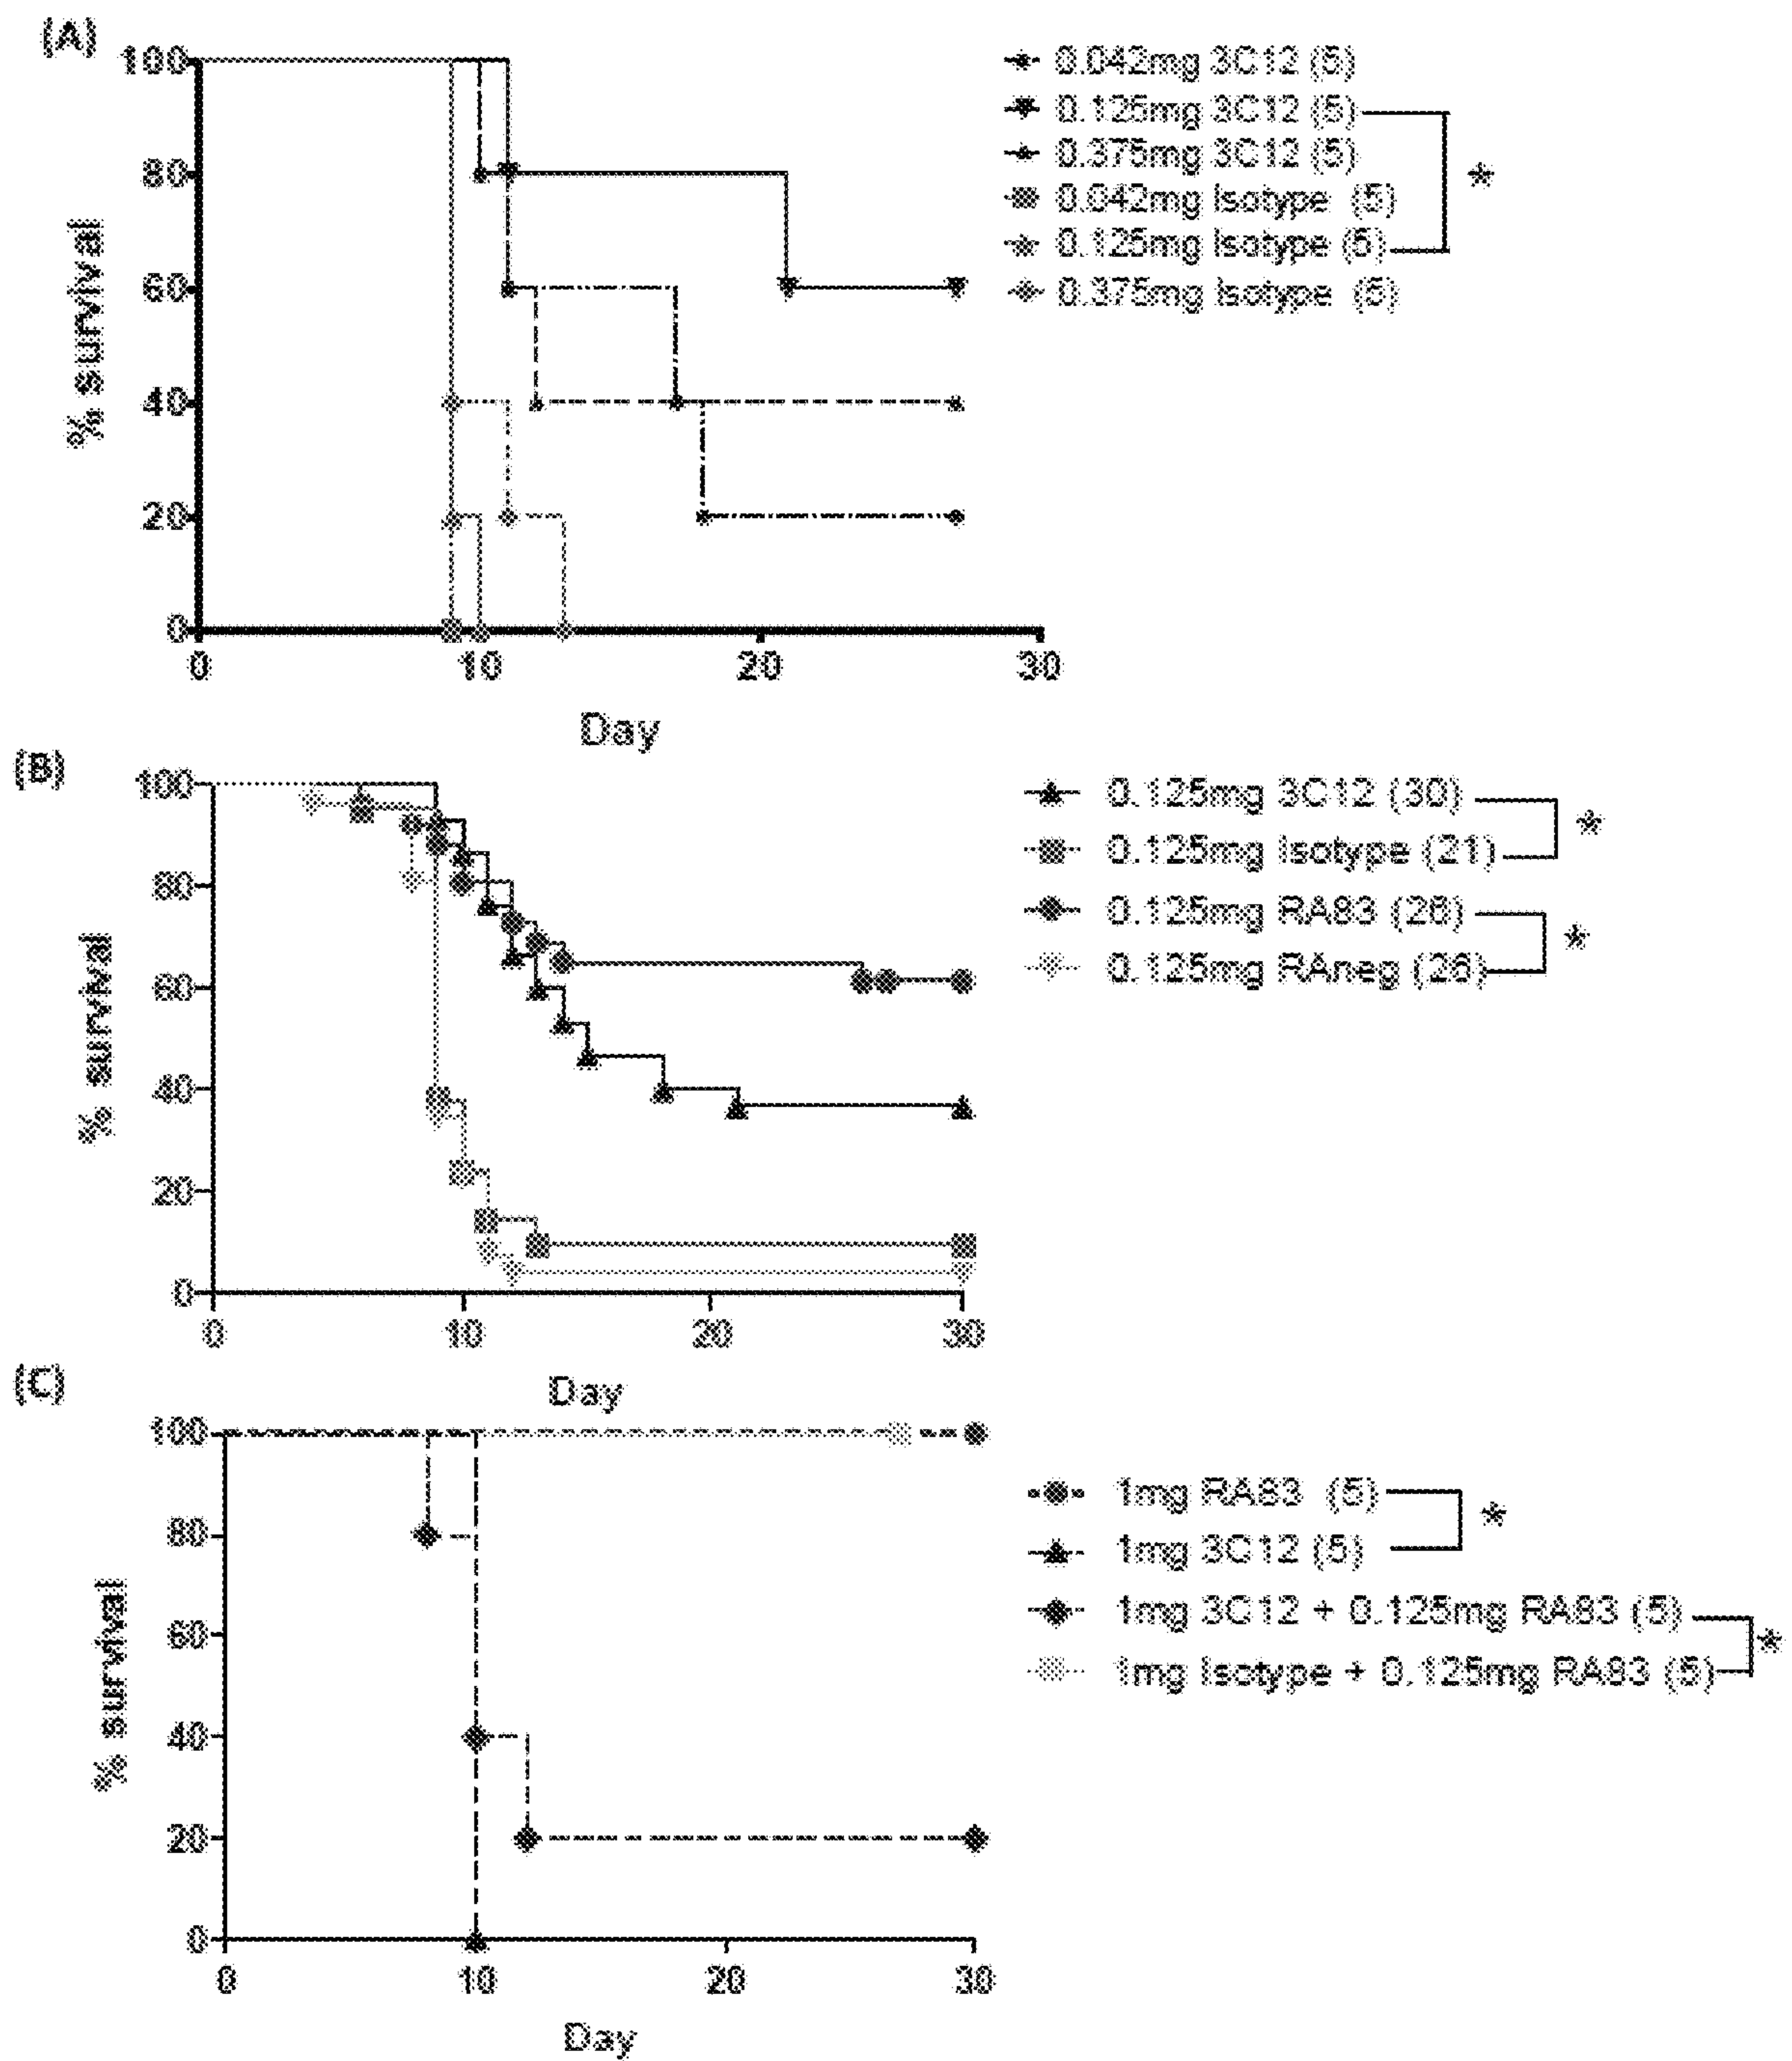 (A)
100
80
60
40
20
0
% survival
0 10 20 30
Day
0.042mg 3C12 (5)
0.125mg 3C12 (5)
0.375mg 3C12 (5)
0.042mg Isotype (5)
0.125mg Isotype (5)
0.375mg Isotype (5)
*
(B)
100
80
60
40
20
0
% survival
0 10 20 30
Day
0.125mg 3C12 (30)
0.125mg Isotype (21)
0.125mg RA83 (26)
0.125mg RAneg (26)
*
*
(C)
100
80
60
40
20
0
% survival
0 10 20 30
Day
1mg RA83 (5)
1mg 3C12 (5)
1mg 3C12 + 0.125mg RA83 (5)
1mg Isotype + 0.125mg RA83 (5)
*
*